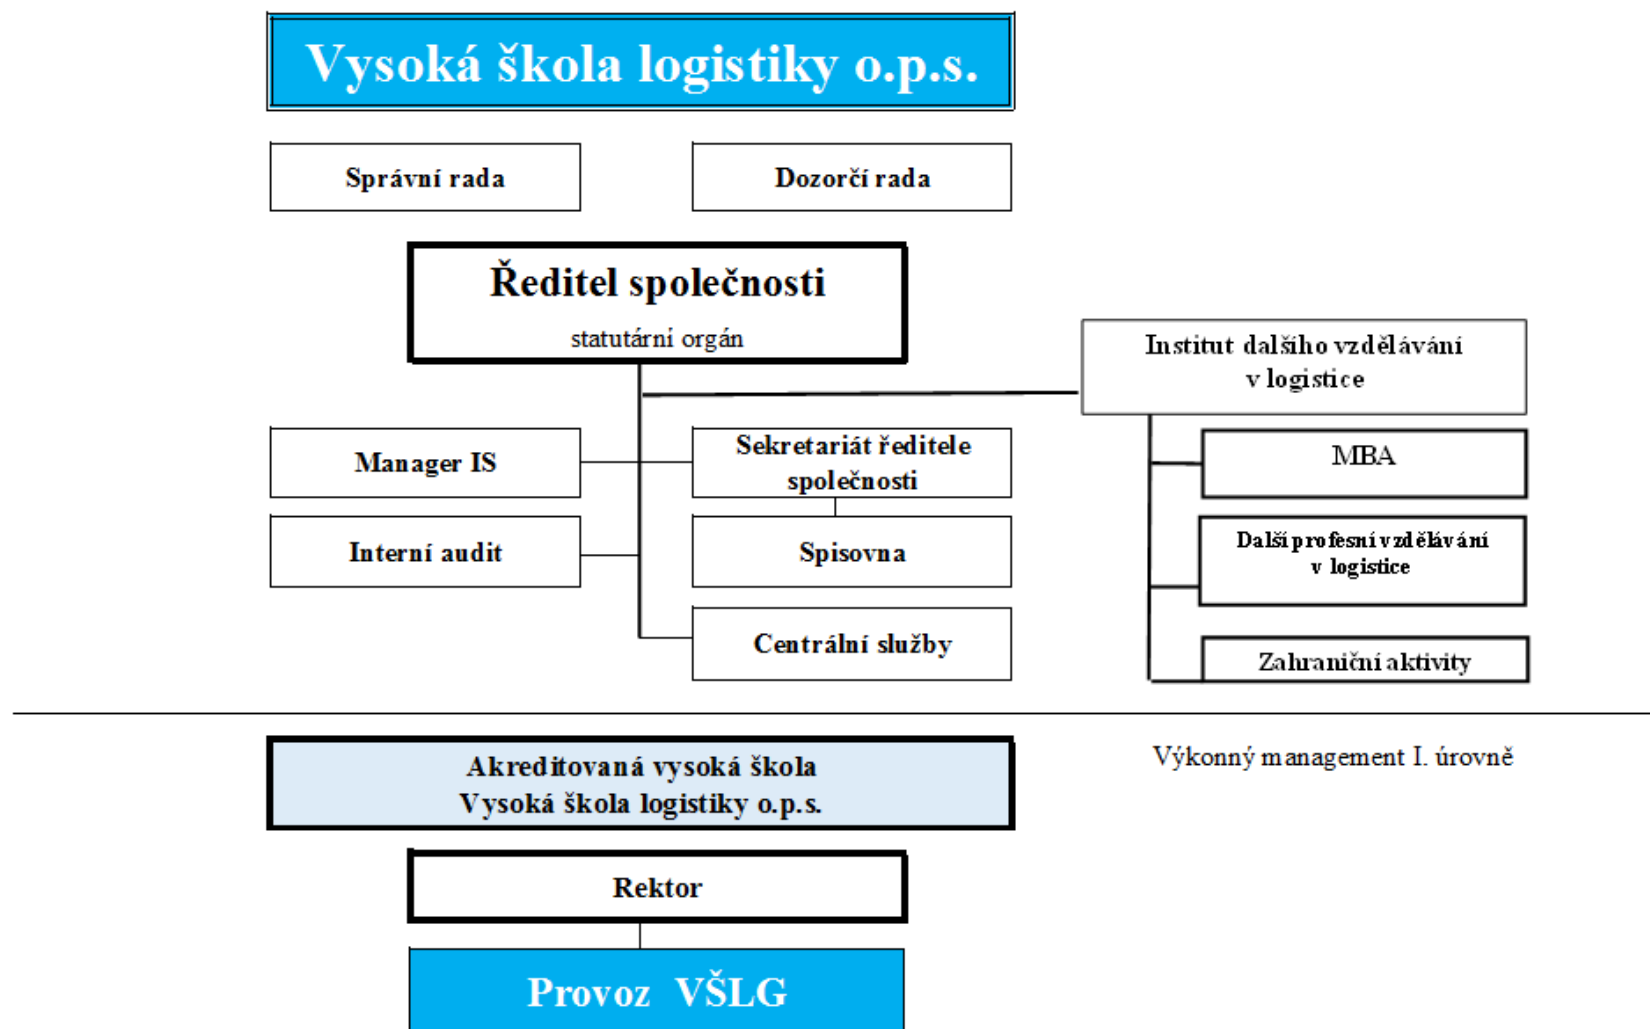 Vysoká škola logistiky o.p.s.
Správní rada
Dozorčí rada
Ředitel společnosti
statutární orgán
Institut dalšího vzdělávání
v logistice
Manager IS
Sekretariát ředitele
společnosti
MBA
Interní audit
Spisovna
Další profesní vzdělávání
v logistice
Centrální služby
Zahraniční aktivity
Akreditovaná vysoká škola
Vysoká škola logistiky o.p.s.
Výkonný management I. úrovně
Rektor
Provoz VŠLG